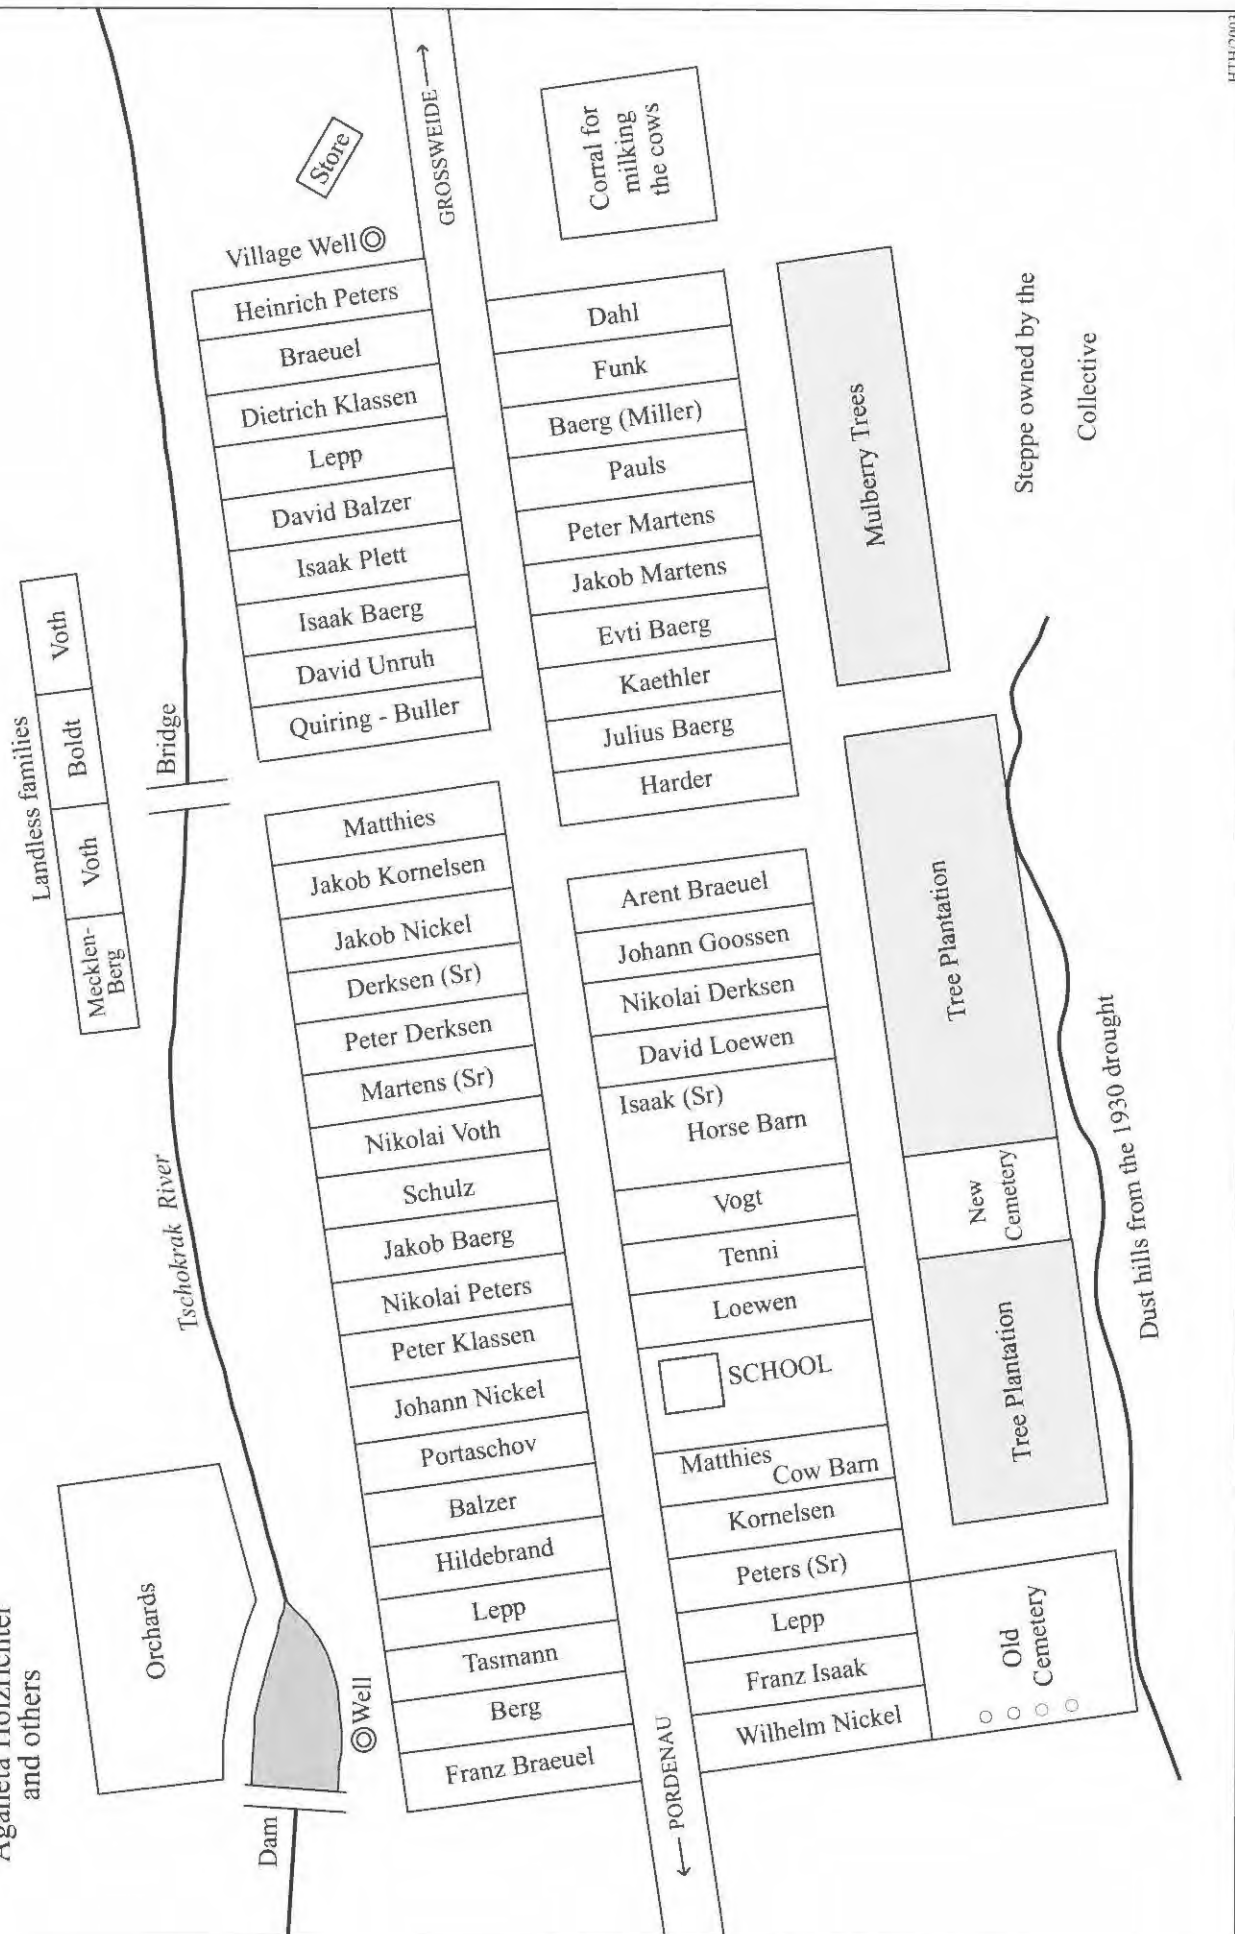 Aganeta Holzrichter
and others
HTH/2003
GROSSWEIDE →
Store
Corral for
milking
the cows
Village Well
Heinrich Peters
Braeuel
Dietrich Klassen
Lepp
David Balzer
Isaak Plett
Isaak Baerg
David Unruh
Quiring - Buller
Dahl
Funk
Baerg (Miller)
Pauls
Peter Martens
Jakob Martens
Evti Baerg
Kaethler
Julius Baerg
Harder
Mulberry Trees
Steppe owned by the
Collective
Landless families
Mecklen-
Berg
Voth
Boldt
Voth
Bridge
Tschokrak River
Matthies
Jakob Kornelsen
Jakob Nickel
Derksen (Sr)
Peter Derksen
Martens (Sr)
Nikolai Voth
Schulz
Jakob Baerg
Nikolai Peters
Peter Klassen
Johann Nickel
Portaschov
Balzer
Hildebrand
Lepp
Tasmann
Berg
Franz Braeuel
Arent Braeuel
Johann Goossen
Nikolai Derksen
David Loewen
Isaak (Sr)
Horse Barn
Vogt
Tenni
Loewen
SCHOOL
Matthies
Cow Barn
Kornelsen
Peters (Sr)
Lepp
Franz Isaak
Wilhelm Nickel
Tree Plantation
New
Cemetery
Tree Plantation
Old
Cemetery
Dust hills from the 1930 drought
Orchards
Well
Dam
← PORDENAU